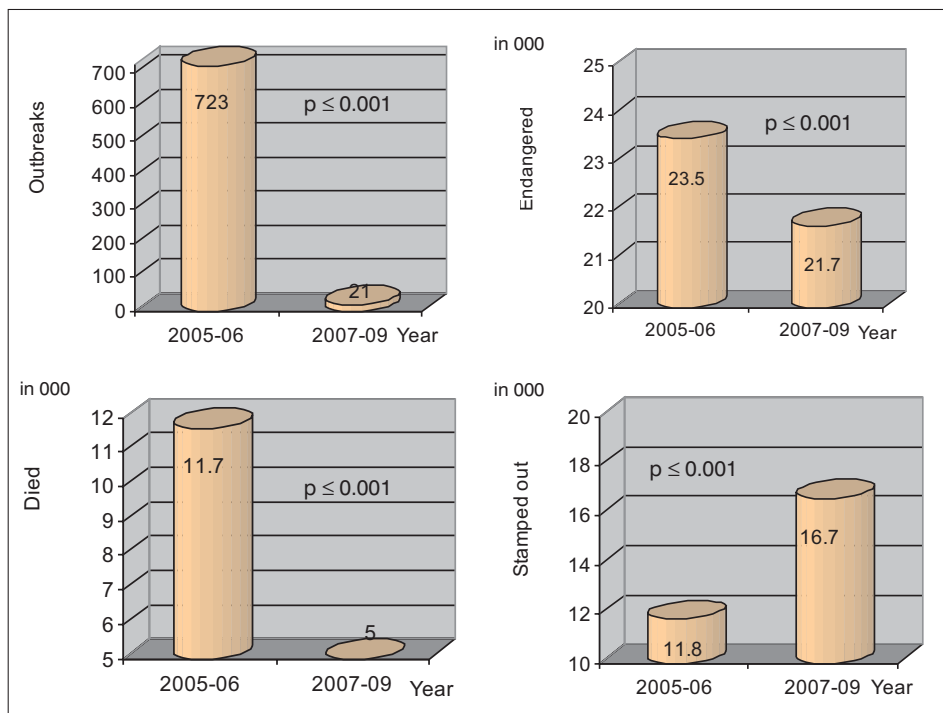 Outbreaks
700
600
500
400
300
200
100
0
723
p ≤ 0.001
21
2005-06 2007-09 Year
in 000
Endangered
25
24
23
22
21
20
23.5
p ≤ 0.001
21.7
2005-06 2007-09 Year
in 000
Died
12
11
10
9
8
7
6
5
11.7
p ≤ 0.001
5
2005-06 2007-09 Year
in 000
Stamped out
20
18
16
14
12
10
p ≤ 0.001
11.8
16.7
2005-06 2007-09 Year